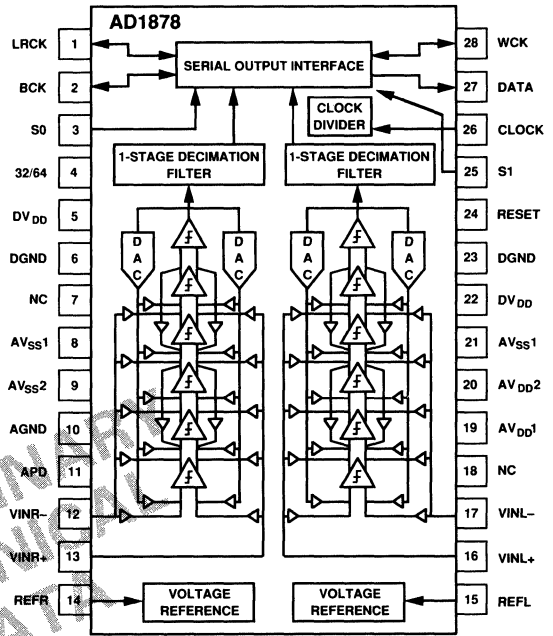 AD1878
LRCK 1
BCK 2
S0 3
32/64 4
DVDD 5
DGND 6
NC 7
AVSS1 8
AVSS2 9
AGND 10
APD 11
VINR– 12
VINR+ 13
REFR 14
28 WCK
27 DATA
26 CLOCK
25 S1
24 RESET
23 DGND
22 DVDD
21 AVSS1
20 AVDD2
19 AVDD1
18 NC
17 VINL–
16 VINL+
15 REFL
SERIAL OUTPUT INTERFACE
CLOCK
DIVIDER
1-STAGE DECIMATION
FILTER
1-STAGE DECIMATION
FILTER
DAC
DAC
DAC
DAC
VOLTAGE
REFERENCE
VOLTAGE
REFERENCE